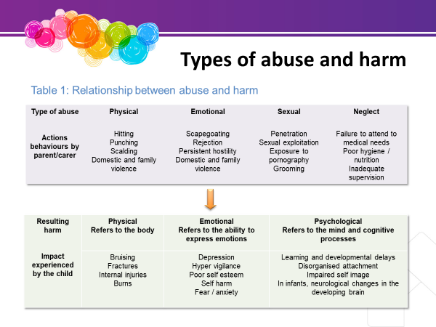 Types of abuse and harm
Table 1: Relationship between abuse and harm
Type of abuse Physical Emotional Sexual Neglect
Actions behaviours by parent/carer
Hitting
Punching
Scalding
Domestic and family
violence
Scapegoating
Rejection
Persistent hostility
Domestic and family
violence
Penetration
Sexual exploitation
Exposure to
pornography
Grooming
Failure to attend to
medical needs
Poor hygiene /
nutrition
Inadequate
supervision
Resulting
harm
Physical
Refers to the body
Emotional
Refers to the ability to
express emotions
Psychological
Refers to the mind and cognitive
processes
Impact
experienced
by the child
Bruising
Fractures
Internal injuries
Burns
Depression
Hyper vigilance
Poor self esteem
Self harm
Fear / anxiety
Learning and developmental delays
Disorganised attachment
Impaired self image
In infants, neurological changes in the
developing brain